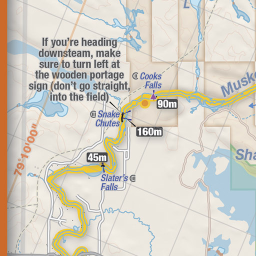 If you're heading
downsteam, make
sure to turn left at
the wooden portage
sign (don't go straight,
into the field)
Cooks
Falls
90m
Musko
Snake
Chutes
160m
45m
Slater's
Falls
79°10'00"
Sha